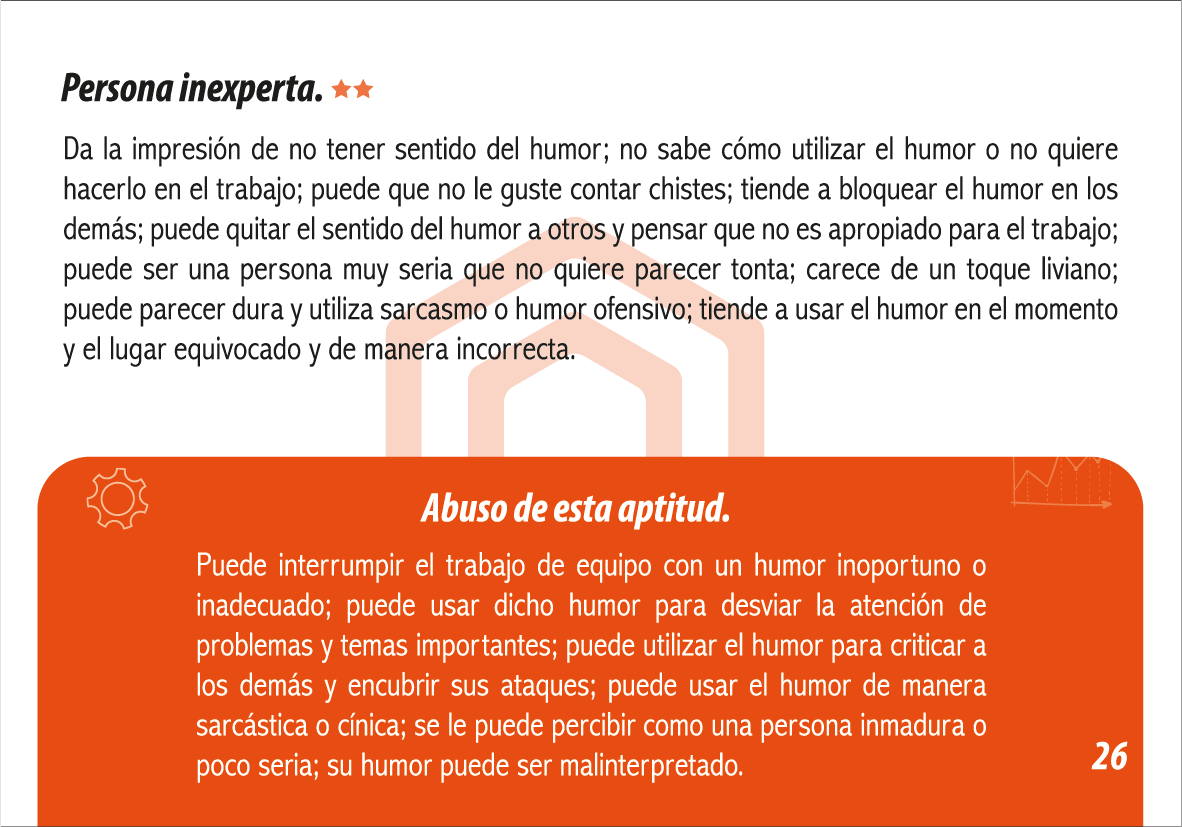 Persona inexperta.
Da la impresión de no tener sentido del humor; no sabe cómo utilizar el humor o no quiere
hacerlo en el trabajo; puede que no le guste contar chistes; tiende a bloquear el humor en los
demás; puede quitar el sentido del humor a otros y pensar que no es apropiado para el trabajo;
puede ser una persona muy seria que no quiere parecer tonta; carece de un toque liviano;
puede parecer dura y utiliza sarcasmo o humor ofensivo; tiende a usar el humor en el momento
y el lugar equivocado y de manera incorrecta.
Abuso de esta aptitud.
Puede interrumpir el trabajo de equipo con un humor inoportuno o
inadecuado; puede usar dicho humor para desviar la atención de
problemas y temas importantes; puede utilizar el humor para criticar a
los demás y encubrir sus ataques; puede usar el humor de manera
sarcástica o cínica; se le puede percibir como una persona inmadura o
poco seria; su humor puede ser malinterpretado.
26